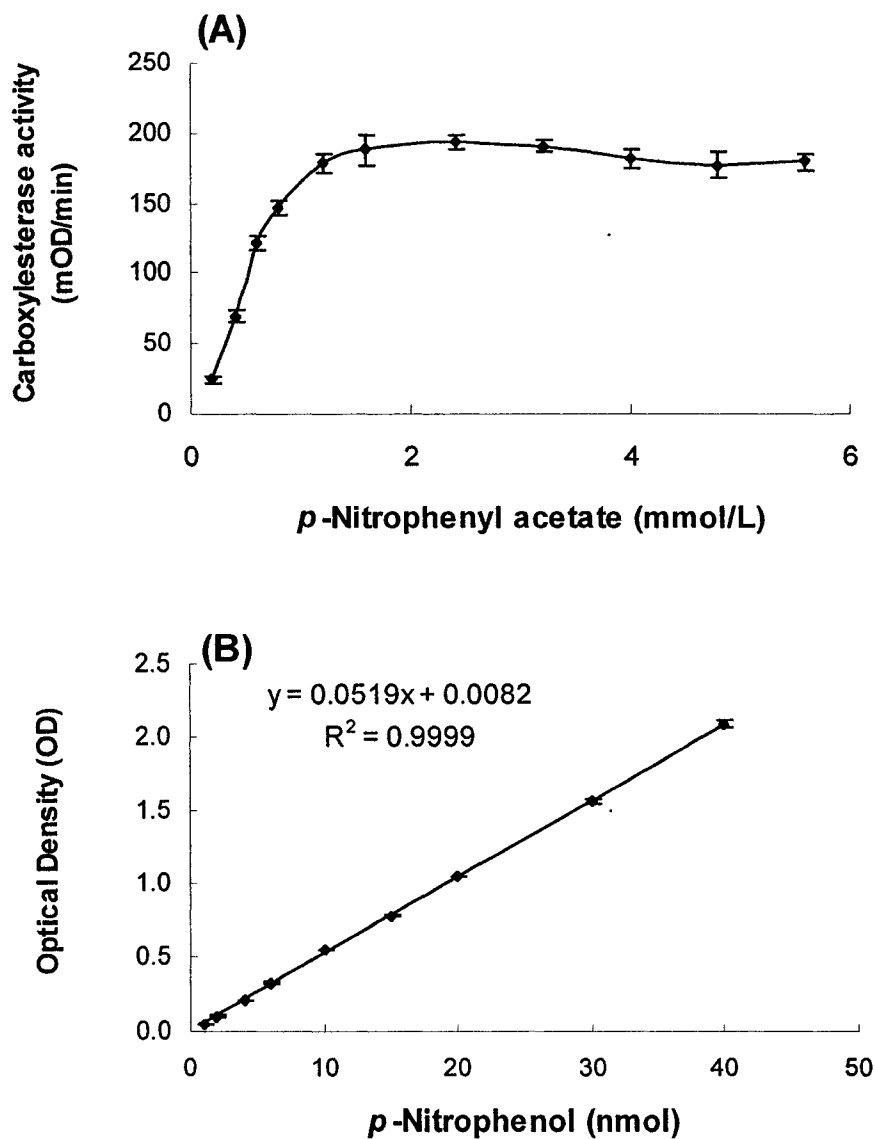 (A)
Carboxylesterase activity
(mOD/min)
250
200
150
100
50
0
0 2 4 6
p-Nitrophenyl acetate (mmol/L)
(B)
Optical Density (OD)
2.5
2.0
1.5
1.0
0.5
0.0
y = 0.0519x + 0.0082
R² = 0.9999
0 10 20 30 40 50
p-Nitrophenol (nmol)